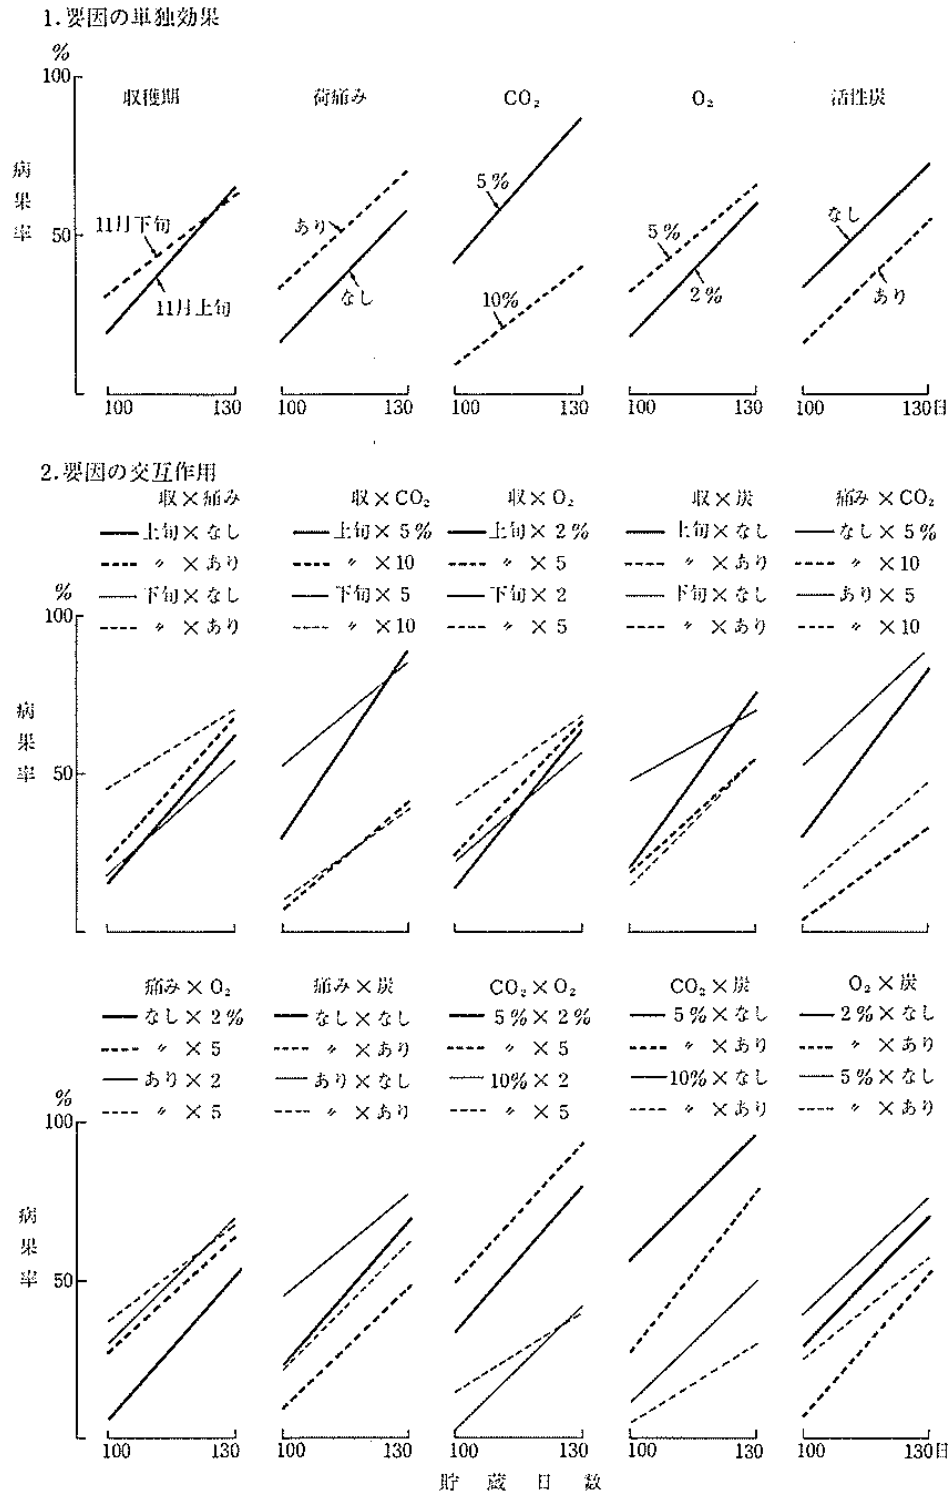 1.要因の単独効果
%
100
収穫期 荷痛み CO₂ O₂ 活性炭
病果率
50
11月下旬
11月上旬
あり
なし
5%
10%
5%
2%
なし
あり
100 130 100 130 100 130 100 130 100 130日
2.要因の交互作用
収×痛み 収×CO₂ 収×O₂ 収×炭 痛み×CO₂
上旬×なし 上旬×5% 上旬×2% 上旬×なし なし×5%
〃×あり 〃×10 〃×5 〃×あり 〃×10
下旬×なし 下旬×5 下旬×2 下旬×なし あり×5
〃×あり 〃×10 〃×5 〃×あり 〃×10
%
100
病果率
50
痛み×O₂ 痛み×炭 CO₂×O₂ CO₂×炭 O₂×炭
なし×2% なし×なし 5%×2% 5%×なし 2%×なし
〃×5 〃×あり 〃×5 〃×あり 〃×あり
あり×2 あり×なし 10%×2 10%×なし 5%×なし
〃×5 〃×あり 〃×5 〃×あり 〃×あり
%
100
病果率
50
100 130 100 130 100 130 100 130 100 130日
貯蔵日数